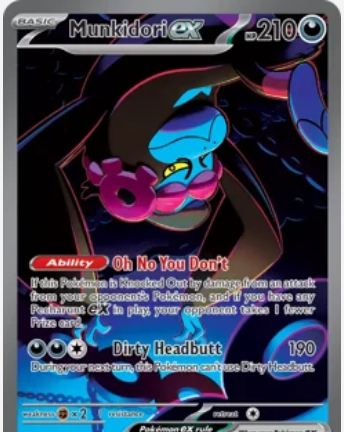 BASIC Munkidori ex HP 210
Ability Oh No You Don't
If this Pokémon is Knocked Out by damage from an attack
from your opponent's Pokémon, and if you have any
Pecharunt ex in play, your opponent takes 1 fewer
Prize card.
Dirty Headbutt 190
During your next turn, this Pokémon can't use Dirty Headbutt.
weakness ×2 resistance retreat
Pokémon ex rule